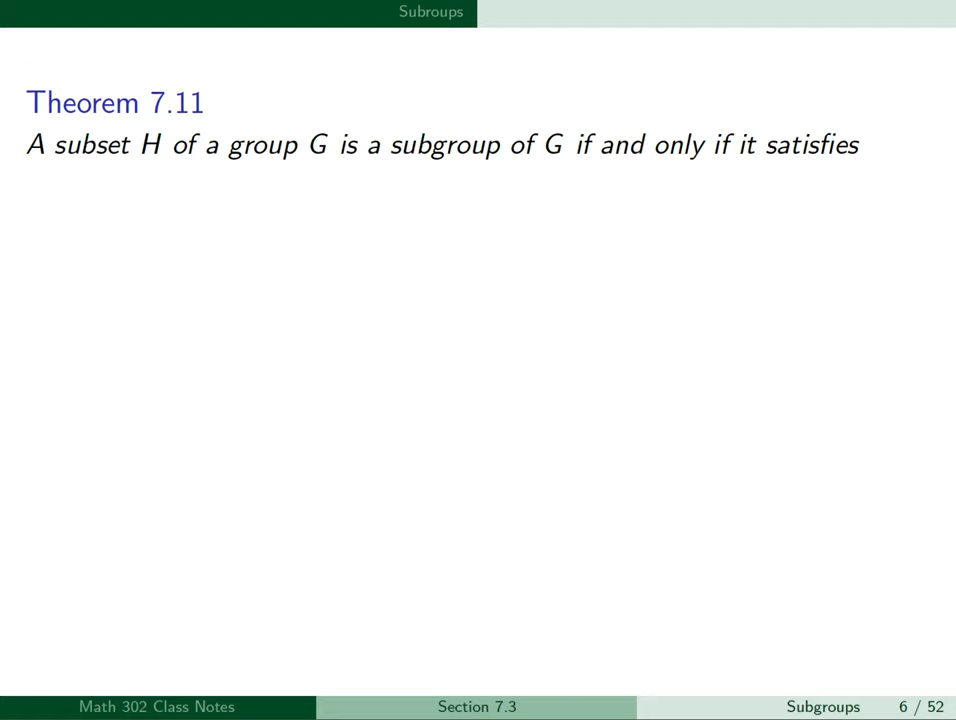 Subroups
Theorem 7.11
A subset H of a group G is a subgroup of G if and only if it satisfies
Math 302 Class Notes Section 7.3 Subgroups 6 / 52